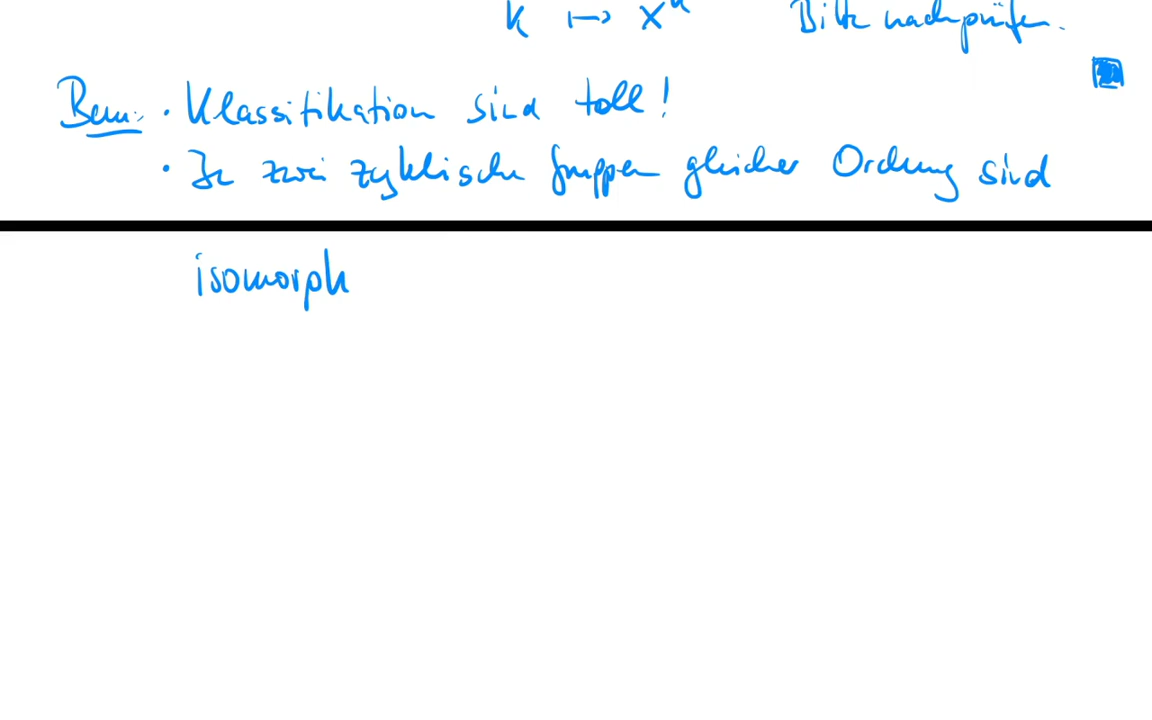 k ↦ x^k Bitte nachprüfen.
Bem: · Klassifikation sind toll!
· Je zwei zyklische Gruppen gleicher Ordnung sind
isomorph